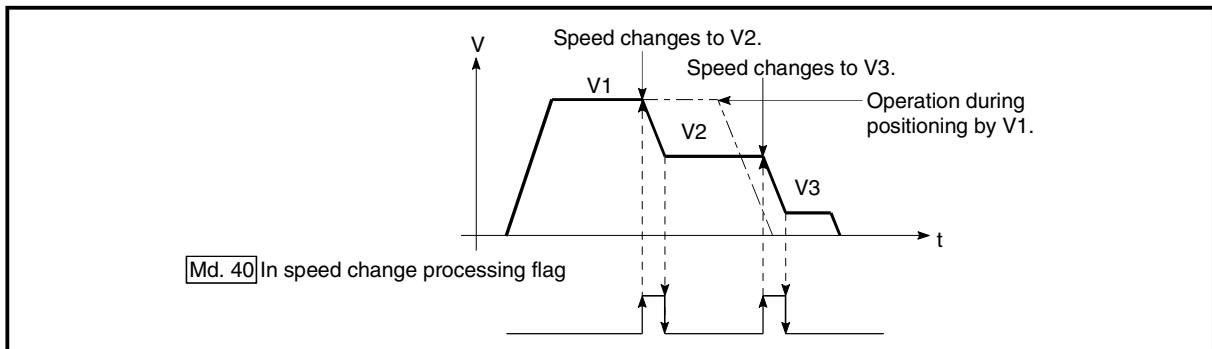 Speed changes to V2.
V
Speed changes to V3.
V1
Operation during
positioning by V1.
V2
V3
t
Md. 40 In speed change processing flag